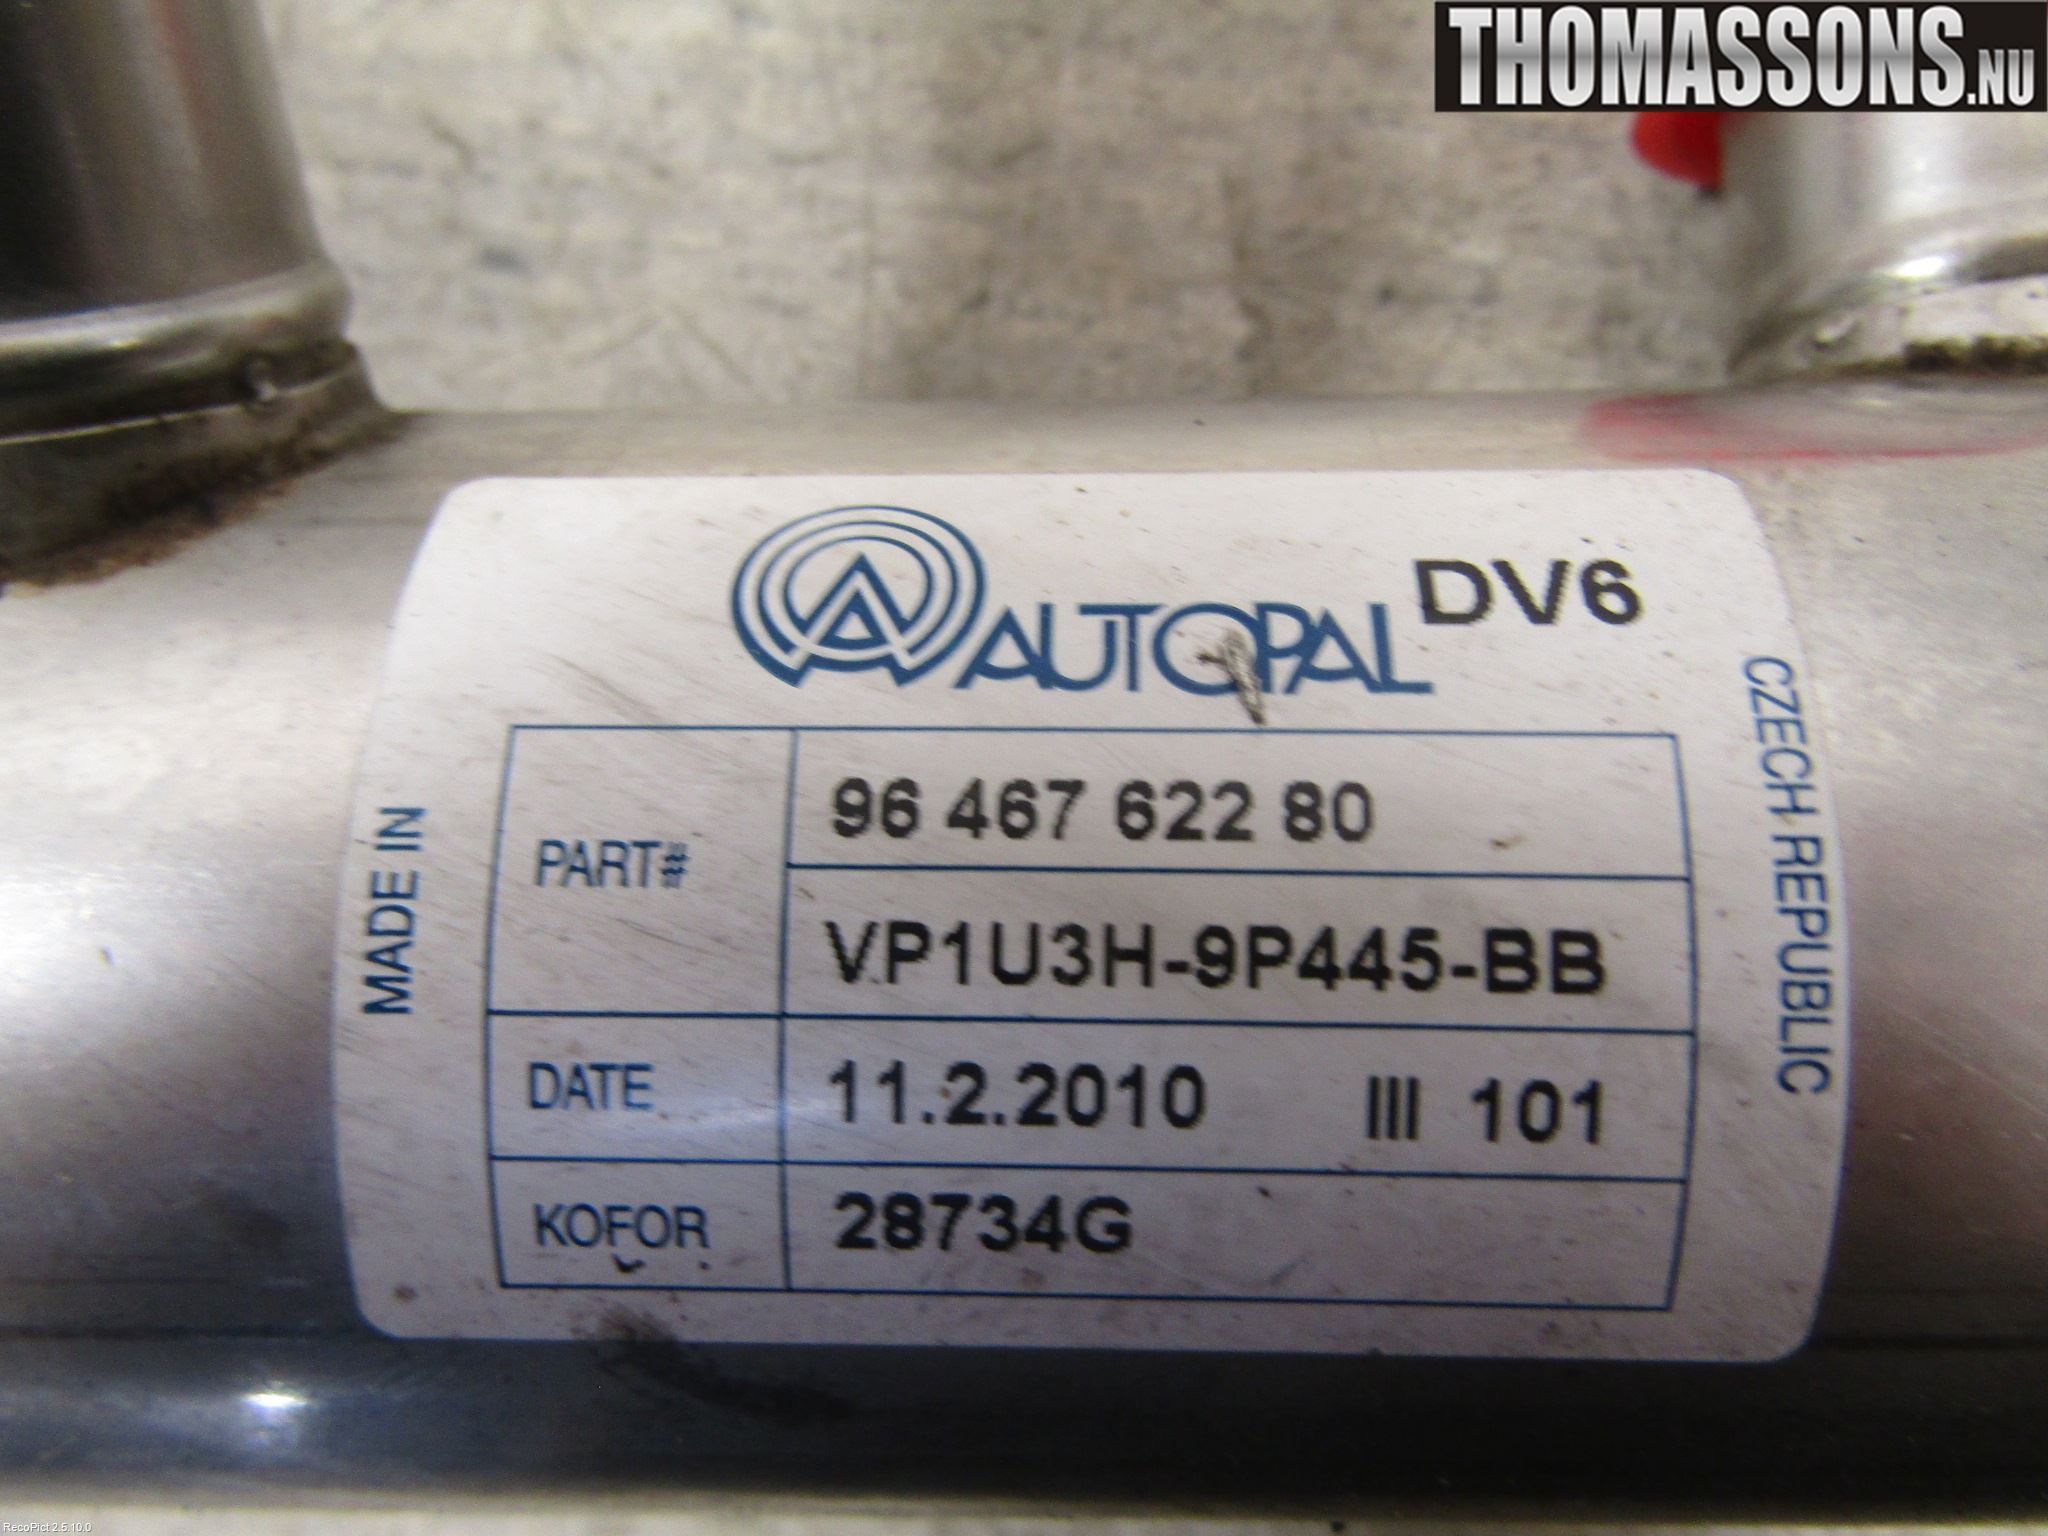 THOMASSONS.NU
AUTOPAL
DV6
MADE IN
CZECH REPUBLIC
PART#
96 467 622 80
VP1U3H-9P445-BB
DATE
11.2.2010 III 101
KOFOR
28734G
RecoPict 2.5.10.0